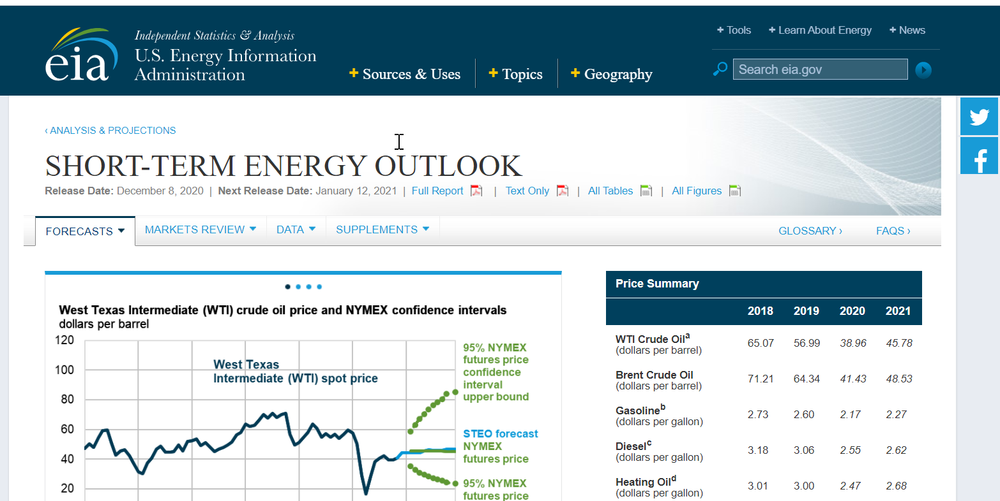 eia
Independent Statistics & Analysis
U.S. Energy Information
Administration
+ Sources & Uses
+ Topics
+ Geography
+ Tools
+ Learn About Energy
+ News
Search eia.gov
‹ ANALYSIS & PROJECTIONS
SHORT-TERM ENERGY OUTLOOK
Release Date: December 8, 2020 | Next Release Date: January 12, 2021 | Full Report | Text Only | All Tables | All Figures
FORECASTS
MARKETS REVIEW
DATA
SUPPLEMENTS
GLOSSARY ›
FAQS ›
West Texas Intermediate (WTI) crude oil price and NYMEX confidence intervals
dollars per barrel
120
100
80
60
40
20
West Texas
Intermediate (WTI) spot price
95% NYMEX
futures price
confidence
interval
upper bound
STEO forecast
NYMEX
futures price
95% NYMEX
futures price
Price Summary
2018 2019 2020 2021
WTI Crude Oilᵃ
(dollars per barrel)
65.07 56.99 38.96 45.78
Brent Crude Oil
(dollars per barrel)
71.21 64.34 41.43 48.53
Gasolineᵇ
(dollars per gallon)
2.73 2.60 2.17 2.27
Dieselᶜ
(dollars per gallon)
3.18 3.06 2.55 2.62
Heating Oilᵈ
(dollars per gallon)
3.01 3.00 2.47 2.68